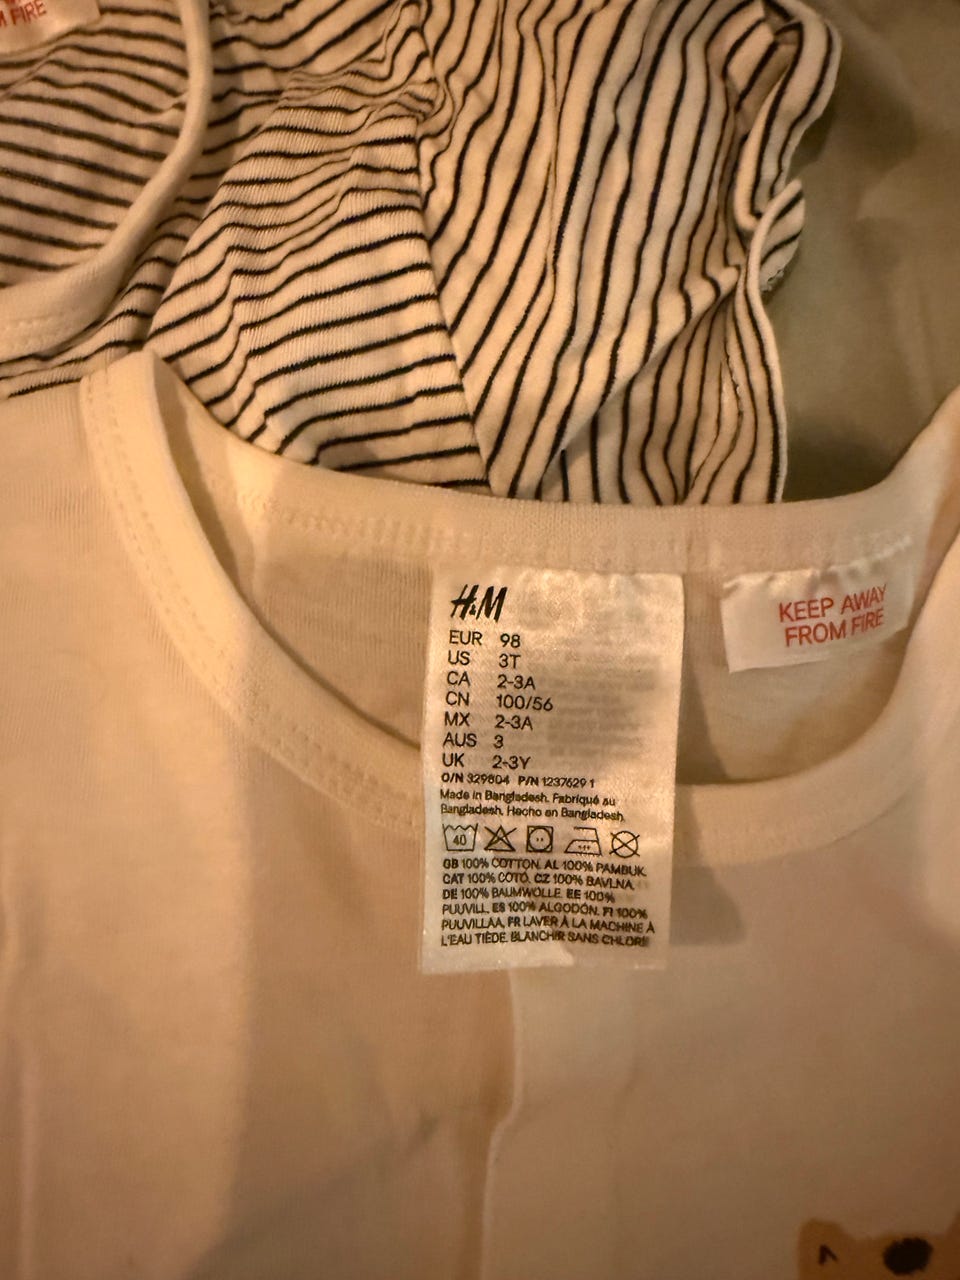 M FIRE
H&M
EUR 98
US 3T
CA 2-3A
CN 100/56
MX 2-3A
AUS 3
UK 2-3Y
O/N 329804 P/N 1237629 1
Made in Bangladesh. Fabriqué au
Bangladesh. Hecho en Bangladesh.
40
GB 100% COTTON. AL 100% PAMBUK.
CAT 100% COTÓ. CZ 100% BAVLNA.
DE 100% BAUMWOLLE. EE 100%
PUUVILL. ES 100% ALGODÓN. FI 100%
PUUVILLAA. FR LAVER À LA MACHINE À
L'EAU TIÈDE. BLANCHIR SANS CHLORE
KEEP AWAY
FROM FIRE